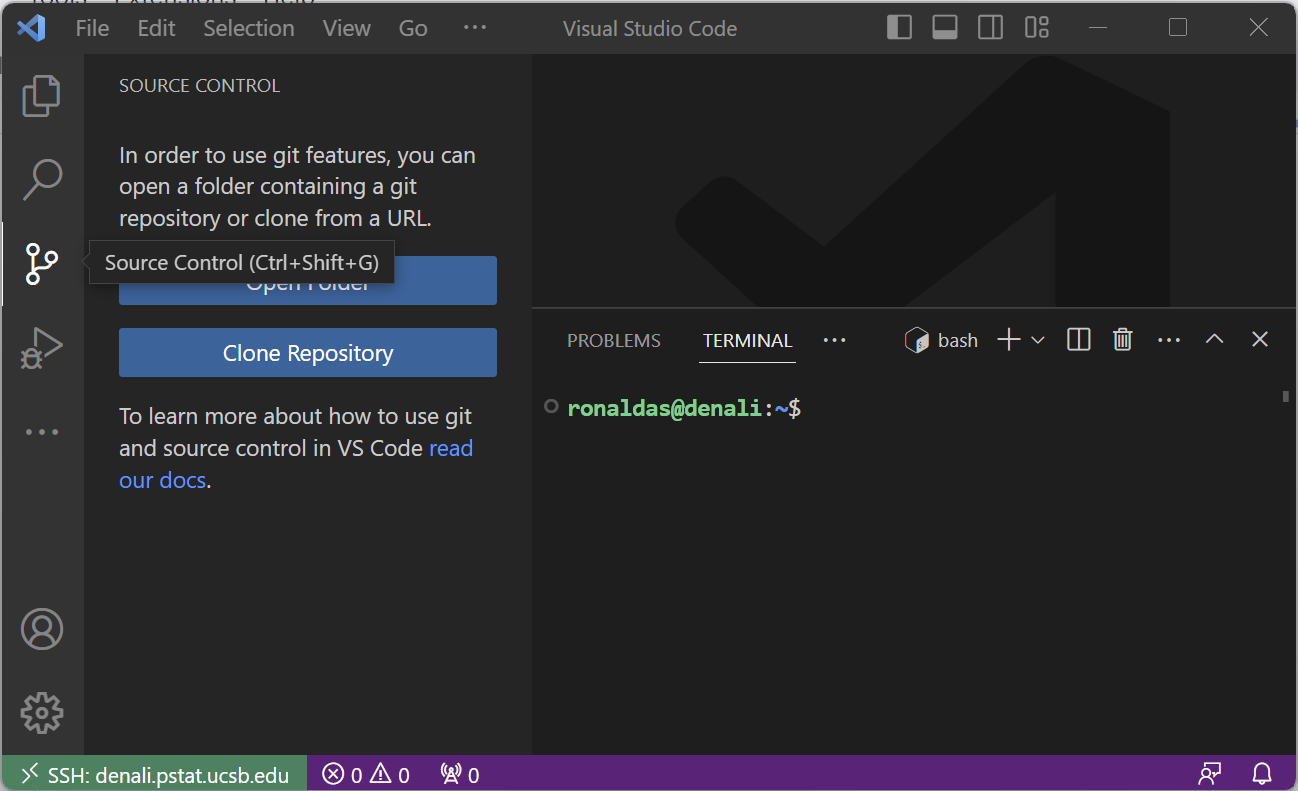 File Edit Selection View Go ··· Visual Studio Code
SOURCE CONTROL
In order to use git features, you can
open a folder containing a git
repository or clone from a URL.
Source Control (Ctrl+Shift+G)
Open Folder
Clone Repository
To learn more about how to use git
and source control in VS Code read
our docs.
PROBLEMS TERMINAL ··· bash
ronaldas@denali:~$
SSH: denali.pstat.ucsb.edu 0 0 0